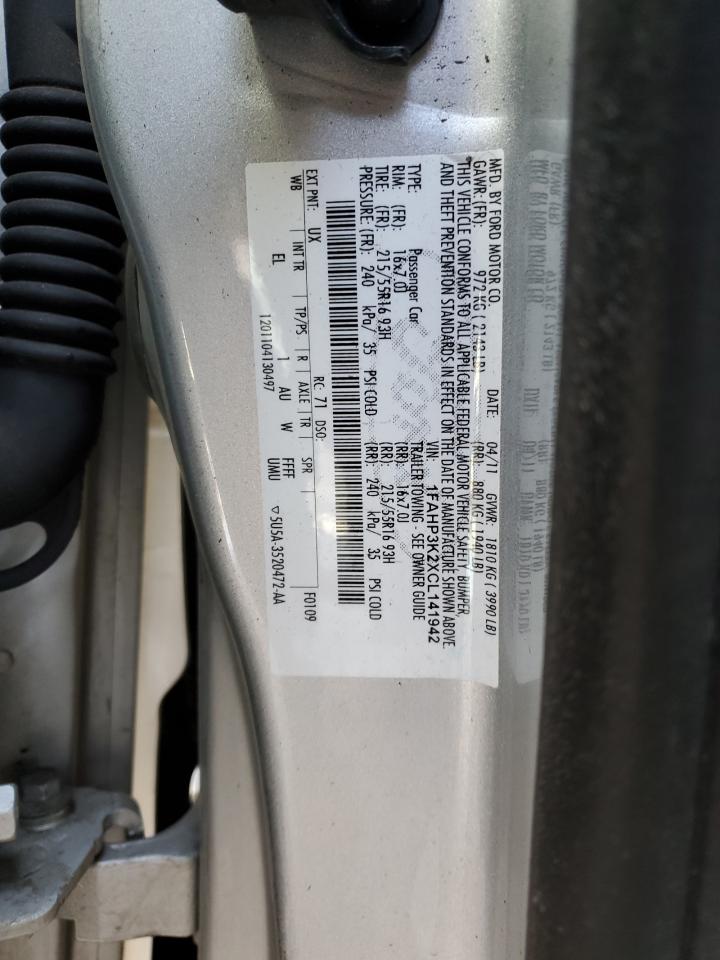 MFD. BY FORD MOTOR CO.
DATE: 04/11 GVWR: 1810 KG ( 3990 LB)
GAWR: (FR): 972 KG ( 2143 LB) (RR): 880 KG ( 1940 LB)
THIS VEHICLE CONFORMS TO ALL APPLICABLE FEDERAL MOTOR VEHICLE SAFETY, BUMPER,
AND THEFT PREVENTION STANDARDS IN EFFECT ON THE DATE OF MANUFACTURE SHOWN ABOVE.
VIN: 1FAHP3K2XCL141942
TYPE: Passenger Car TRAILER TOWING - SEE OWNER GUIDE
RIM: (FR): 16x7.0J (RR): 16x7.0J
TIRE: (FR): 215/55R16 93H (RR): 215/55R16 93H
PRESSURE: (FR): 240 kPa/ 35 PSI COLD (RR): 240 kPa/ 35 PSI COLD
EXT PNT: UX RC: 71 DSO: F0109
WB INT TR TP/PS R AXLE TR SPR
EL 1 AU W FFFF
UMU
1201104130497 ▽5U5A-3520472-AA